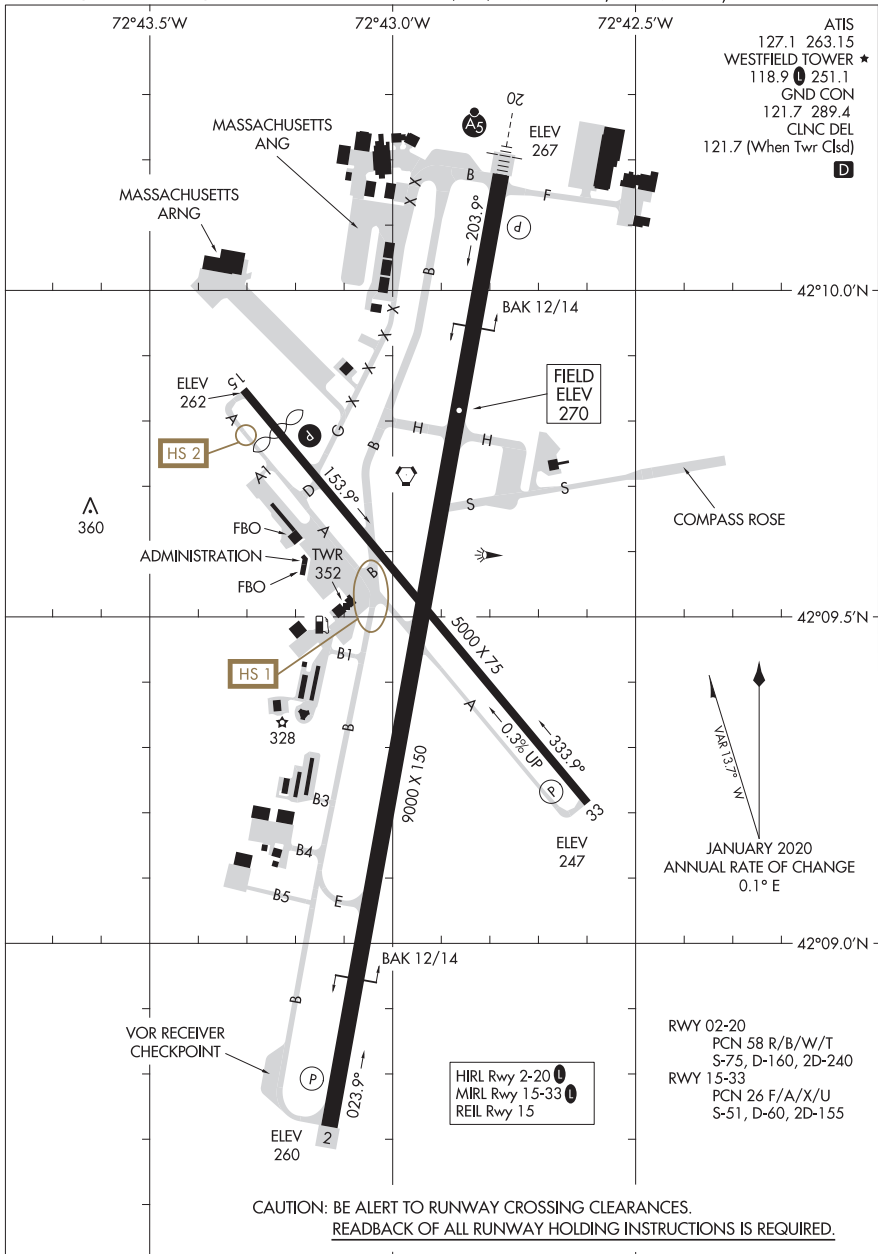 72°43.5'W
72°43.0'W
72°42.5'W
ATIS
127.1 263.15
WESTFIELD TOWER
118.9 L 251.1
GND CON
121.7 289.4
CLNC DEL
121.7 (When Twr Clsd)
D
MASSACHUSETTS
ANG
A5
20
ELEV
267
B
F
X
X
MASSACHUSETTS
ARNG
203.9°
P
B
42°10.0'N
BAK 12/14
X
X
X
X
ELEV
262
15
FIELD
ELEV
270
A
HS 2
P
G
B
H
H
A1
D
153.9°
S
S
COMPASS ROSE
360
FBO
A
ADMINISTRATION
TWR
352
FBO
B
42°09.5'N
5000 X 75
HS 1
B1
A
0.3% UP
333.9°
328
B
9000 X 150
VAR 13.7° W
B3
P
33
ELEV
247
B4
JANUARY 2020
ANNUAL RATE OF CHANGE
0.1° E
B5
E
42°09.0'N
BAK 12/14
B
VOR RECEIVER
CHECKPOINT
P
023.9°
RWY 02-20
PCN 58 R/B/W/T
S-75, D-160, 2D-240
RWY 15-33
PCN 26 F/A/X/U
S-51, D-60, 2D-155
HIRL Rwy 2-20 L
MIRL Rwy 15-33 L
REIL Rwy 15
ELEV
260
2
CAUTION: BE ALERT TO RUNWAY CROSSING CLEARANCES.
READBACK OF ALL RUNWAY HOLDING INSTRUCTIONS IS REQUIRED.